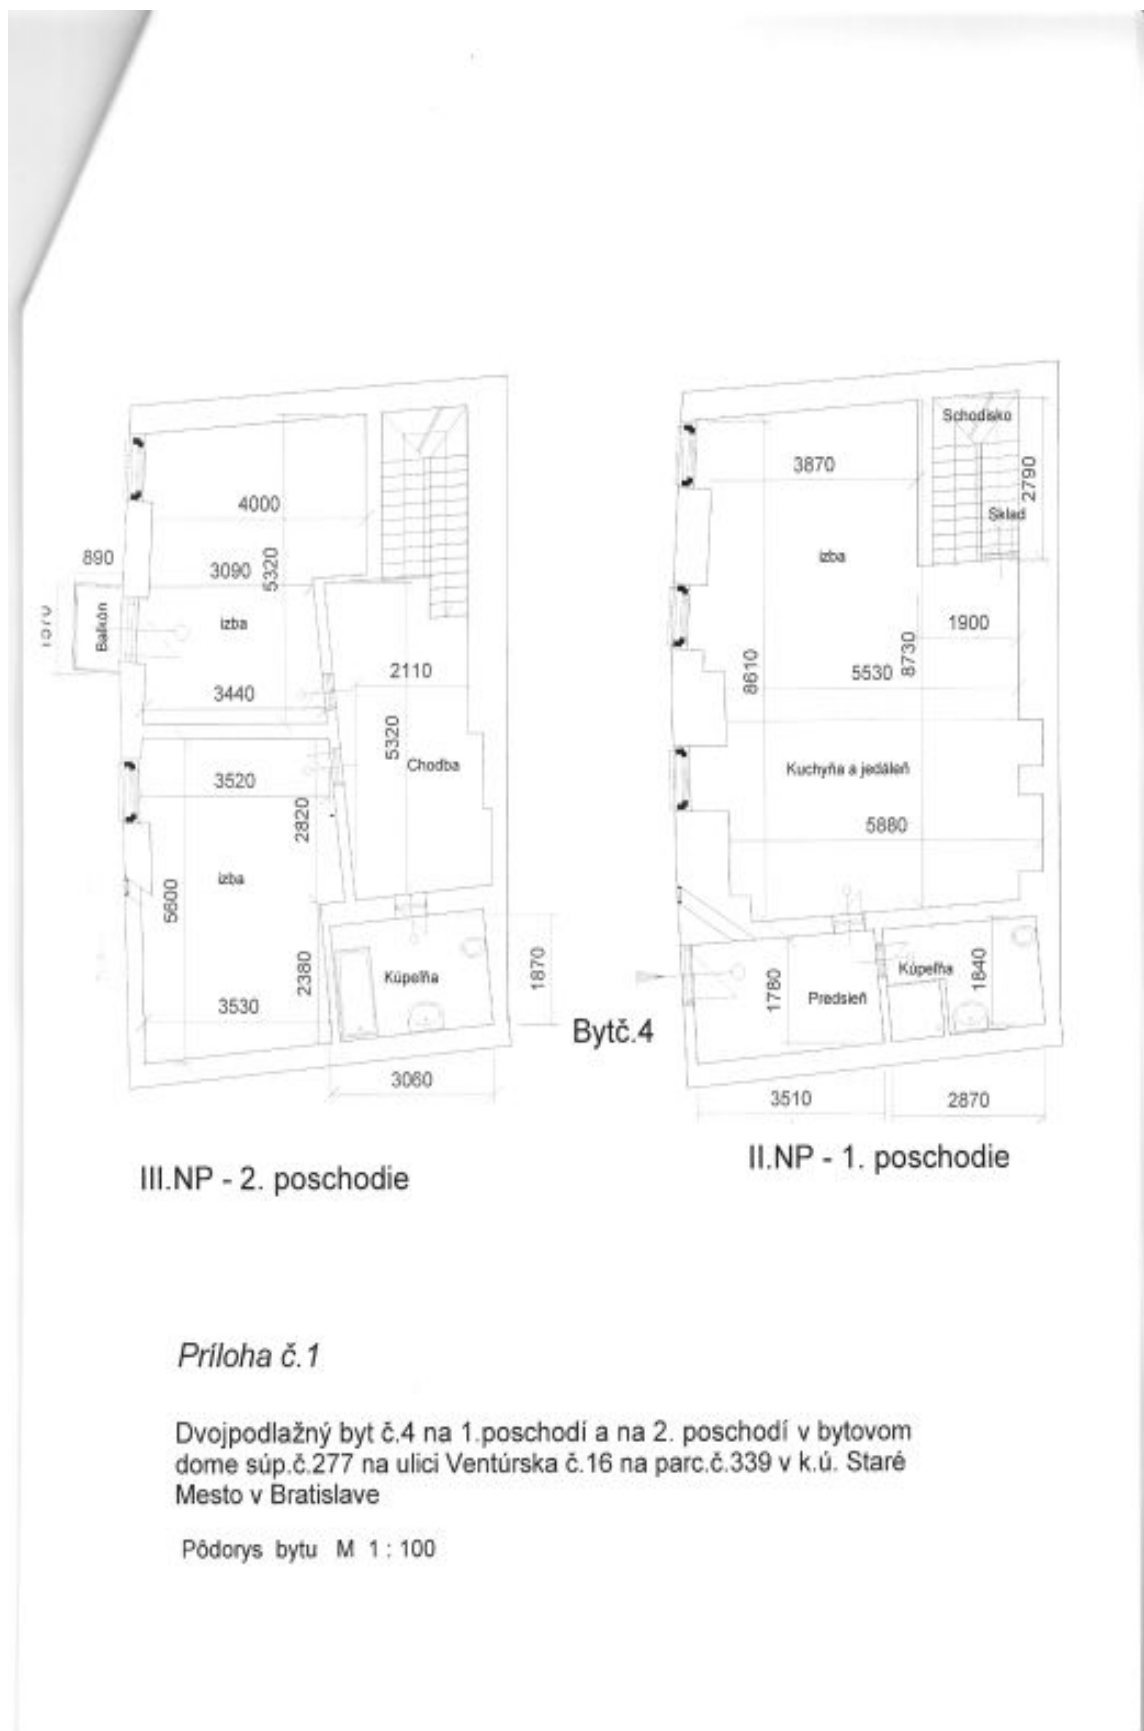 4000
890
3090
5320
Balkón
izba
3440
2110
5320
Chodba
3520
2820
izba
5600
2380
Kúpeľňa
3530
1870
3060
III.NP - 2. poschodie
Schodisko
3870
2790
Sklad
izba
1900
8610
8730
5530
Kuchyňa a jedáleň
5880
Kúpeľňa
1840
1780
Predsieň
Bytč.4
3510
2870
II.NP - 1. poschodie
Príloha č.1
Dvojpodlažný byt č.4 na 1.poschodí a na 2. poschodí v bytovom
dome súp.č.277 na ulici Ventúrska č.16 na parc.č.339 v k.ú. Staré
Mesto v Bratislave
Pôdorys bytu M 1 : 100